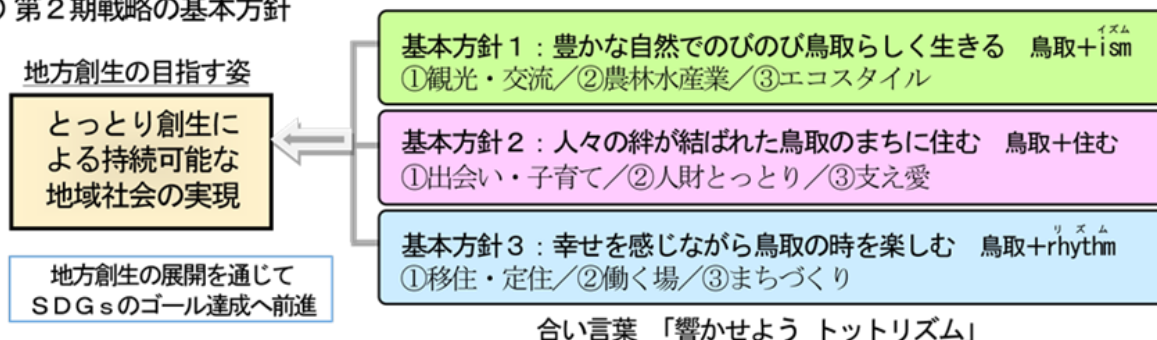 第２期戦略の基本方針
地方創生の目指す姿
とっとり創生に
よる持続可能な
地域社会の実現
地方創生の展開を通じて
ＳＤＧｓのゴール達成へ前進
基本方針１：豊かな自然でのびのび鳥取らしく生きる　鳥取＋ism
イズム
①観光・交流／②農林水産業／③エコスタイル
基本方針２：人々の絆が結ばれた鳥取のまちに住む　鳥取＋住む
①出会い・子育て／②人財とっとり／③支え愛
基本方針３：幸せを感じながら鳥取の時を楽しむ　鳥取＋rhythm
リズム
①移住・定住／②働く場／③まちづくり
合い言葉　「響かせよう　トットリズム」